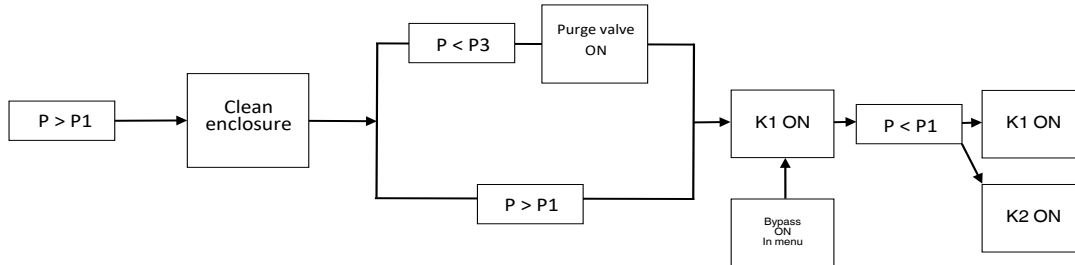 P > P1
Clean
enclosure
P < P3
Purge valve
ON
P > P1
K1 ON
Bypass
ON
In menu
P < P1
K1 ON
K2 ON